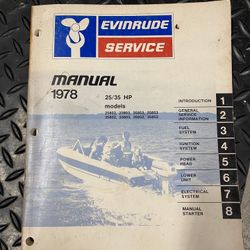 EVINRUDE
SERVICE
MANUAL
1978
25/35 HP
models
INTRODUCTION 1
GENERAL SERVICE INFORMATION 2
FUEL SYSTEM 3
IGNITION SYSTEM 4
POWER HEAD 5
LOWER UNIT 6
ELECTRICAL SYSTEM 7
MANUAL STARTER 8